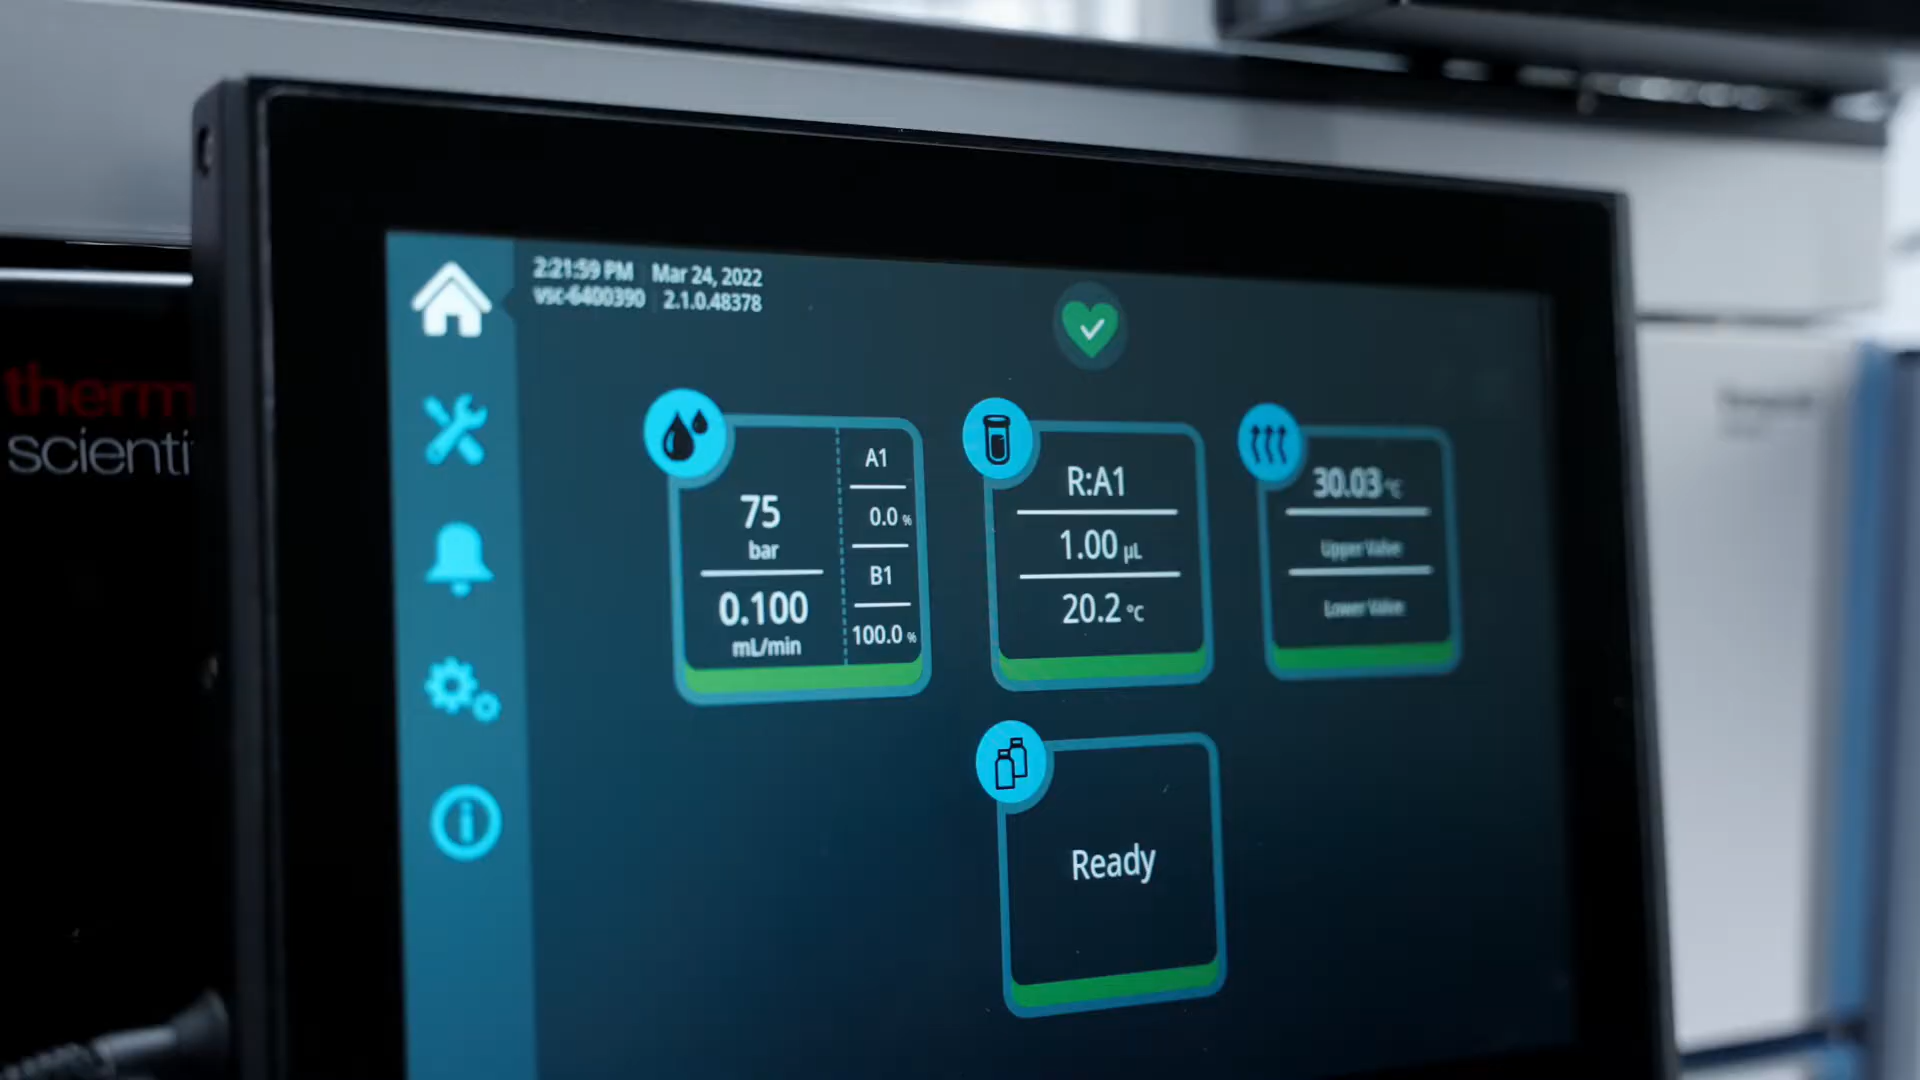 2:21:59 PM Mar 24, 2022
vsc-6400390 2.1.0.48378
therm
scienti
75
bar
0.100
mL/min
A1
0.0 %
B1
100.0 %
R:A1
1.00 µL
20.2 °C
30.03 °C
Upper Valve
Lower Valve
Ready